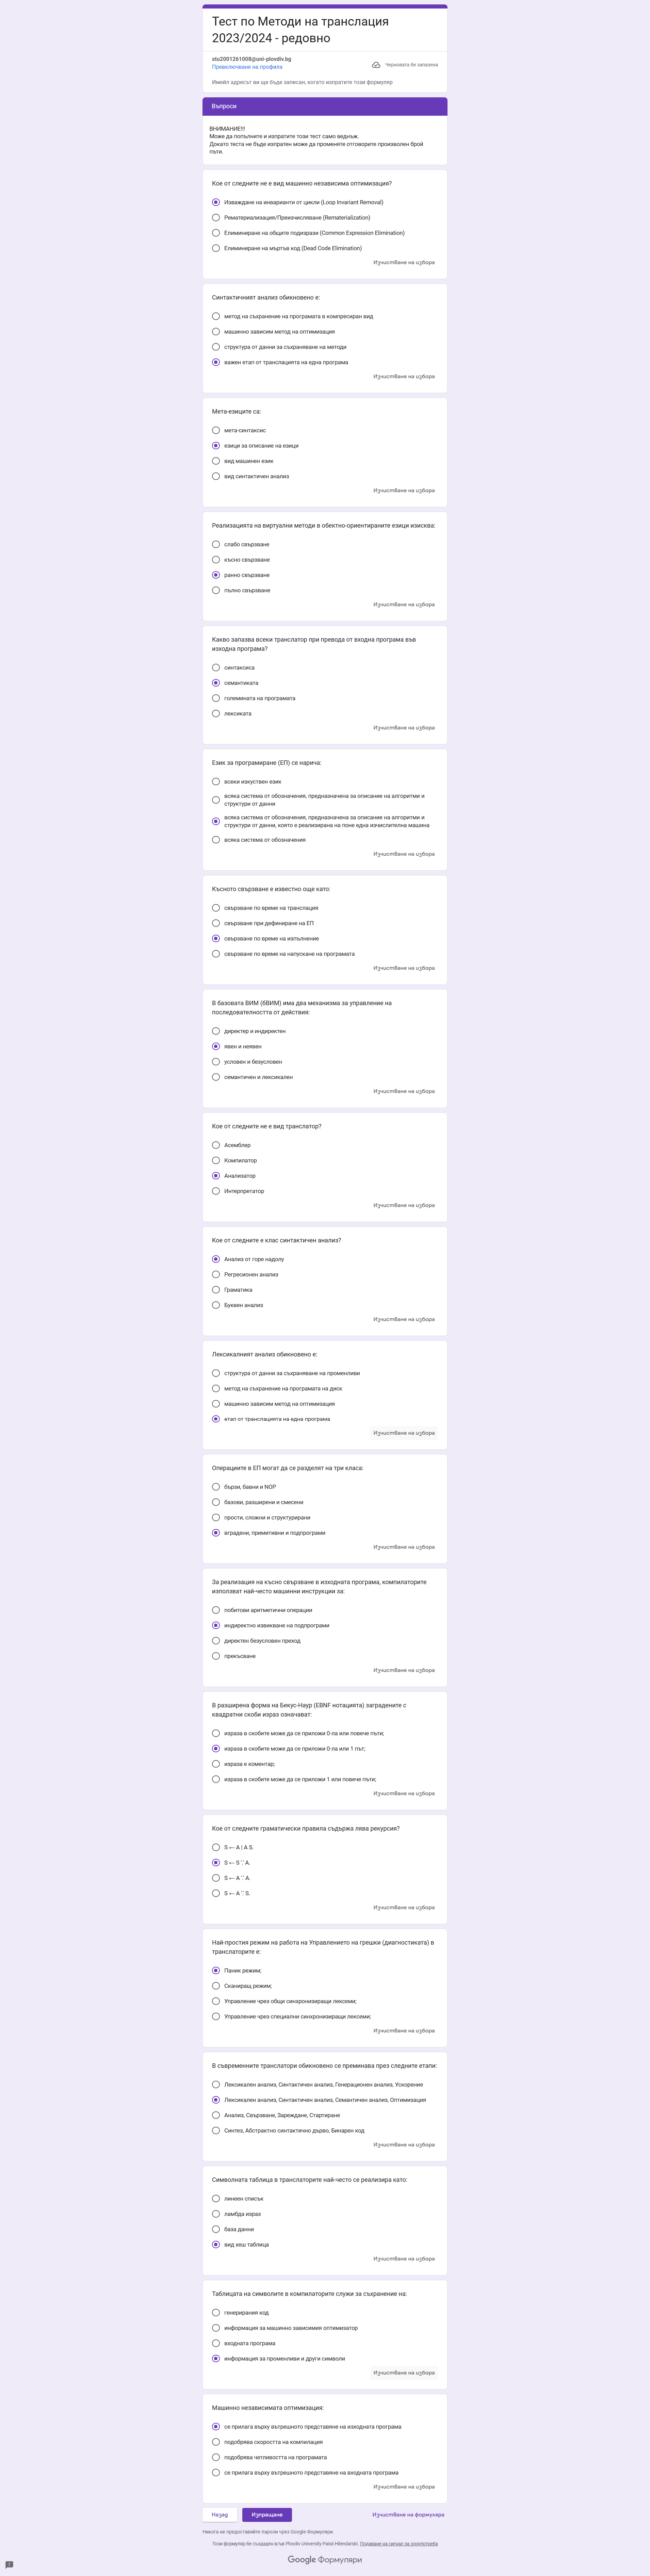 Тест по Методи на транслация
2023/2024 - редовно
stu2001261008@uni-plovdiv.bg
Превключване на профила
Черновата бе запазена
Имейл адресът ви ще бъде записан, когато изпратите този формуляр
Въпроси
ВНИМАНИЕ!!!
Може да попълните и изпратите този тест само веднъж.
Докато теста не бъде изпратен може да променяте отговорите произволен брой
пъти.
Кое от следните не е вид машинно независима оптимизация?
Изваждане на инварианти от цикли (Loop Invariant Removal)
Рематериализация/Преизчисляване (Rematerialization)
Елиминиране на общите подизрази (Common Expression Elimination)
Елиминиране на мъртъв код (Dead Code Elimination)
Изчистване на избора
Синтактичният анализ обикновено е:
метод на съхранение на програмата в компресиран вид
машинно зависим метод на оптимизация
структура от данни за съхраняване на методи
важен етап от транслацията на една програма
Изчистване на избора
Мета-езиците са:
мета-синтаксис
езици за описание на езици
вид машинен език
вид синтактичен анализ
Изчистване на избора
Реализацията на виртуални методи в обектно-ориентираните езици изисква:
слабо свързване
късно свързване
ранно свързване
пълно свързване
Изчистване на избора
Какво запазва всеки транслатор при превода от входна програма във
изходна програма?
синтаксиса
семантиката
големината на програмата
лексиката
Изчистване на избора
Език за програмиране (ЕП) се нарича:
всеки изкуствен език
всяка система от обозначения, предназначена за описание на алгоритми и
структури от данни
всяка система от обозначения, предназначена за описание на алгоритми и
структури от данни, която е реализирана на поне една изчислителна машина
всяка система от обозначения
Изчистване на избора
Късното свързване е известно още като:
свързване по време на транслация
свързване при дефиниране на ЕП
свързване по време на изпълнение
свързване по време на напускане на програмата
Изчистване на избора
В базовата ВИМ (бВИМ) има два механизма за управление на
последователността от действия:
директер и индиректен
явен и неявен
условен и безусловен
семантичен и лексикален
Изчистване на избора
Кое от следните не е вид транслатор?
Асемблер
Компилатор
Анализатор
Интерпретатор
Изчистване на избора
Кое от следните е клас синтактичен анализ?
Анализ от горе надолу
Регресионен анализ
Граматика
Буквен анализ
Изчистване на избора
Лексикалният анализ обикновено е:
структура от данни за съхраняване на променливи
метод на съхранение на програмата на диск
машинно зависим метод на оптимизация
етап от транслацията на една програма
Изчистване на избора
Операциите в ЕП могат да се разделят на три класа:
бързи, бавни и NOP
базови, разширени и смесени
прости, сложни и структурирани
вградени, примитивни и подпрограми
Изчистване на избора
За реализация на късно свързване в изходната програма, компилаторите
използват най-често машинни инструкции за:
побитови аритметични операции
индиректно извикване на подпрограми
директен безусловен преход
прекъсване
Изчистване на избора
В разширена форма на Бекус-Наур (EBNF нотацията) заградените с
квадратни скоби израз означават:
израза в скобите може да се приложи 0-ла или повече пъти;
израза в скобите може да се приложи 0-ла или 1 път;
израза е коментар;
израза в скобите може да се приложи 1 или повече пъти;
Изчистване на избора
Кое от следните граматически правила съдържа лява рекурсия?
S ← A | A S.
S ← S '.' A.
S ← A '.' A.
S ← A '.' S.
Изчистване на избора
Най-простия режим на работа на Управлението на грешки (диагностиката) в
транслаторите е:
Паник режим;
Сканиращ режим;
Управление чрез общи синхронизиращи лексеми;
Управление чрез специални синхронизиращи лексеми;
Изчистване на избора
В съвременните транслатори обикновено се преминава през следните етапи:
Лексикален анализ, Синтактичен анализ, Генерационен анализ, Ускорение
Лексикален анализ, Синтактичен анализ, Семантичен анализ, Оптимизация
Анализ, Свързване, Зареждане, Стартиране
Синтез, Абстрактно синтактично дърво, Бинарен код
Изчистване на избора
Символната таблица в транслаторите най-често се реализира като:
линеен списък
ламбда израз
база данни
вид хеш таблица
Изчистване на избора
Таблицата на символите в компилаторите служи за съхранение на:
генерирания код
информация за машинно зависимия оптимизатор
входната програма
информация за променливи и други символи
Изчистване на избора
Машинно независимата оптимизация:
се прилага върху вътрешното представяне на изходната програма
подобрява скоростта на компилация
подобрява четливостта на програмата
се прилага върху вътрешното представяне на входната програма
Изчистване на избора
Назад
Изпращане
Изчистване на формуляра
Никога не предоставяйте пароли чрез Google Формуляри.
Този формуляр бе създаден във Plovdiv University Paisii Hilendarski. Подаване на сигнал за злоупотреба
Google Формуляри